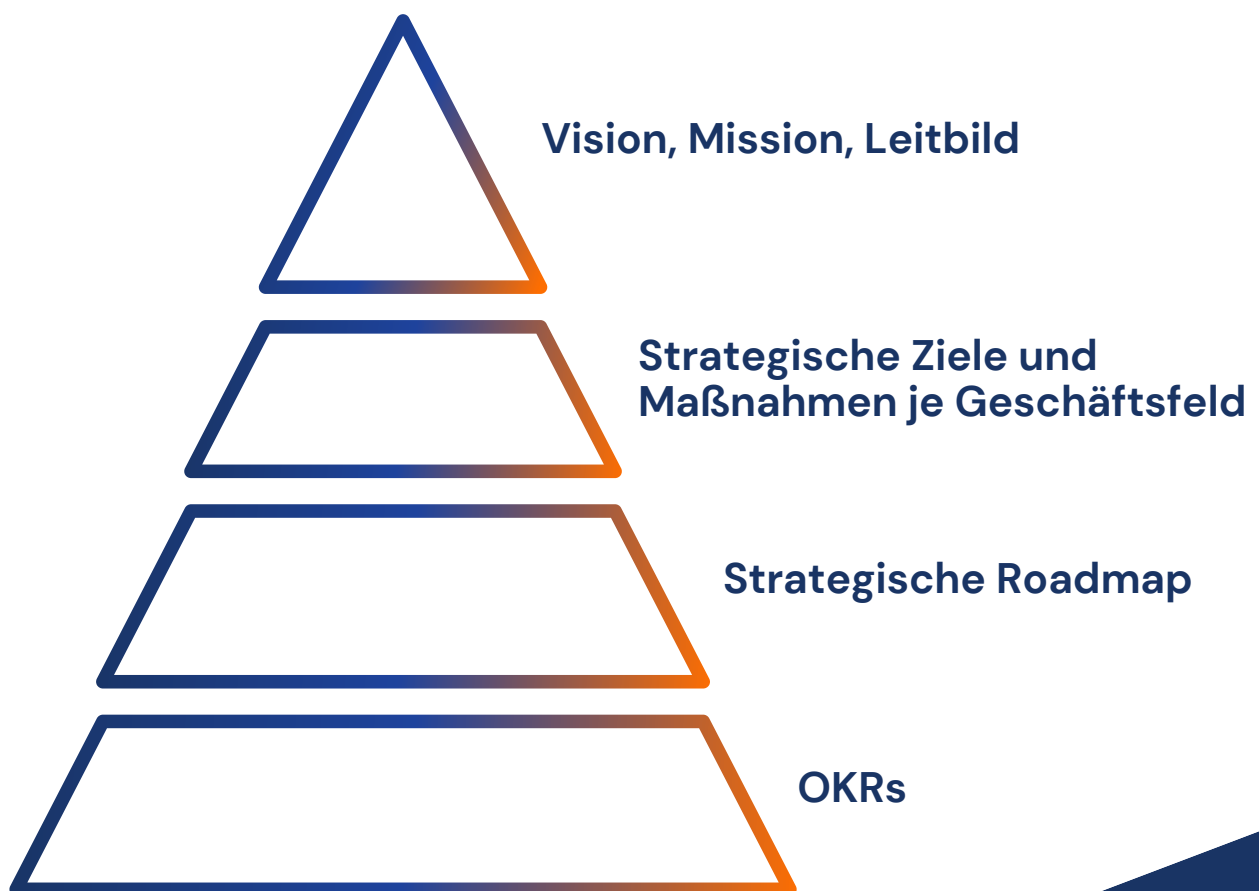 Vision, Mission, Leitbild
Strategische Ziele und
Maßnahmen je Geschäftsfeld
Strategische Roadmap
OKRs